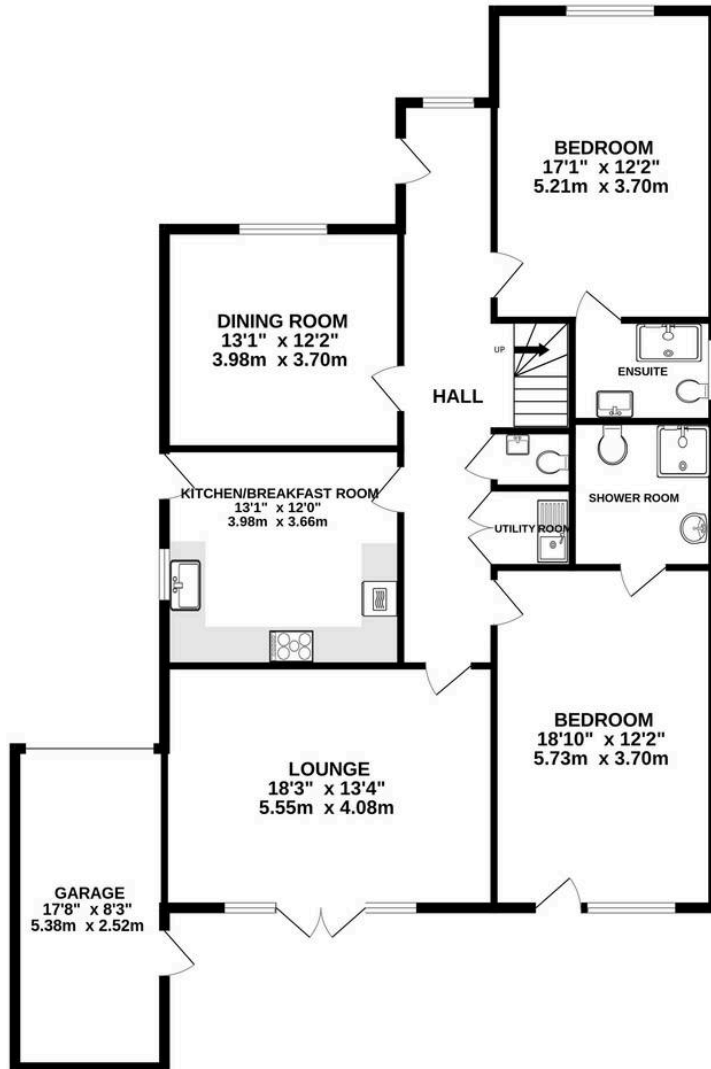 BEDROOM
17'1" x 12'2"
5.21m x 3.70m
DINING ROOM
13'1" x 12'2"
3.98m x 3.70m
UP
HALL
ENSUITE
KITCHEN/BREAKFAST ROOM
13'1" x 12'0"
3.98m x 3.66m
SHOWER ROOM
UTILITY ROOM
BEDROOM
18'10" x 12'2"
5.73m x 3.70m
LOUNGE
18'3" x 13'4"
5.55m x 4.08m
GARAGE
17'8" x 8'3"
5.38m x 2.52m